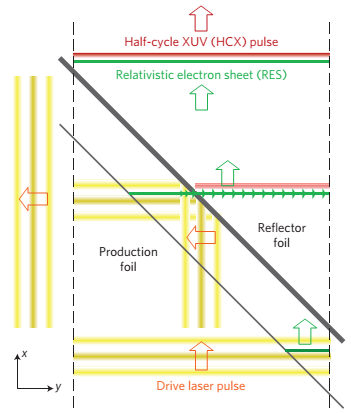 Half-cycle XUV (HCX) pulse
Relativistic electron sheet (RES)
Reflector
foil
Production
foil
x
y
Drive laser pulse